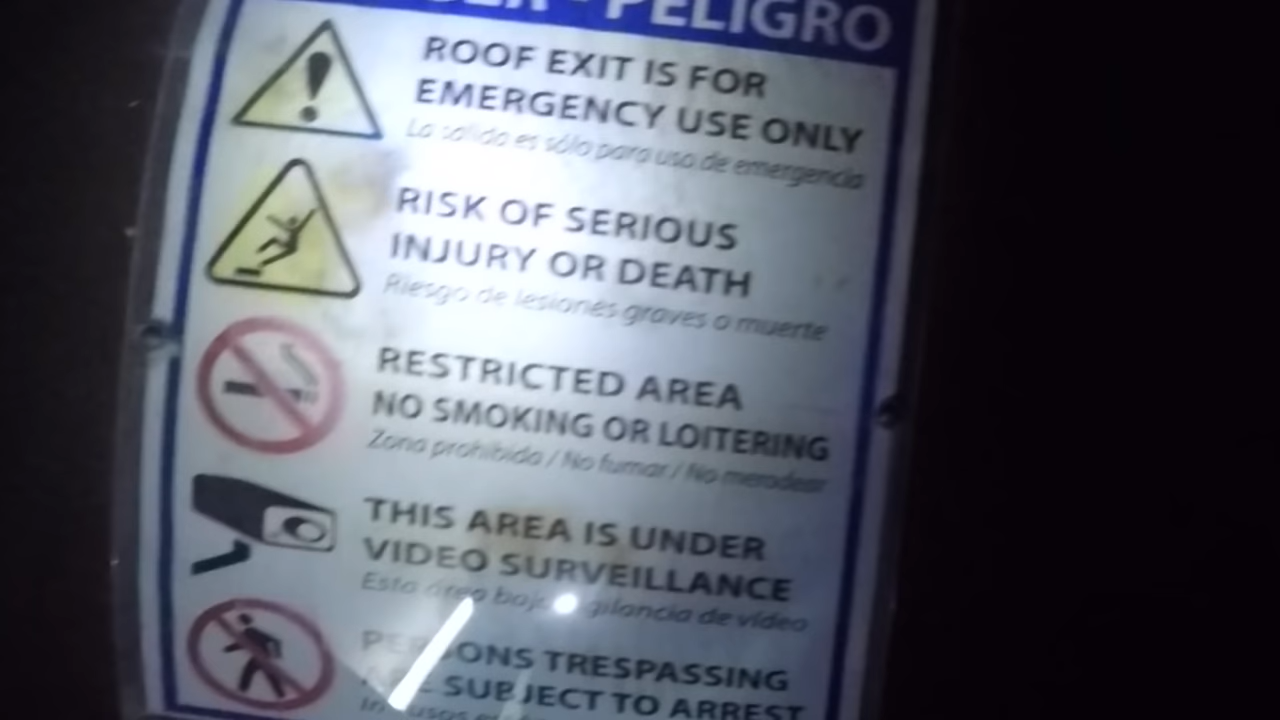 PELIGRO
ROOF EXIT IS FOR
EMERGENCY USE ONLY
La salida es sólo para uso de emergencia
RISK OF SERIOUS
INJURY OR DEATH
Riesgo de lesiones graves o muerte
RESTRICTED AREA
NO SMOKING OR LOITERING
Zona prohibida / No fumar / No merodear
THIS AREA IS UNDER
VIDEO SURVEILLANCE
Esta área de video
TRESPASSING
SUBJECT TO ARREST